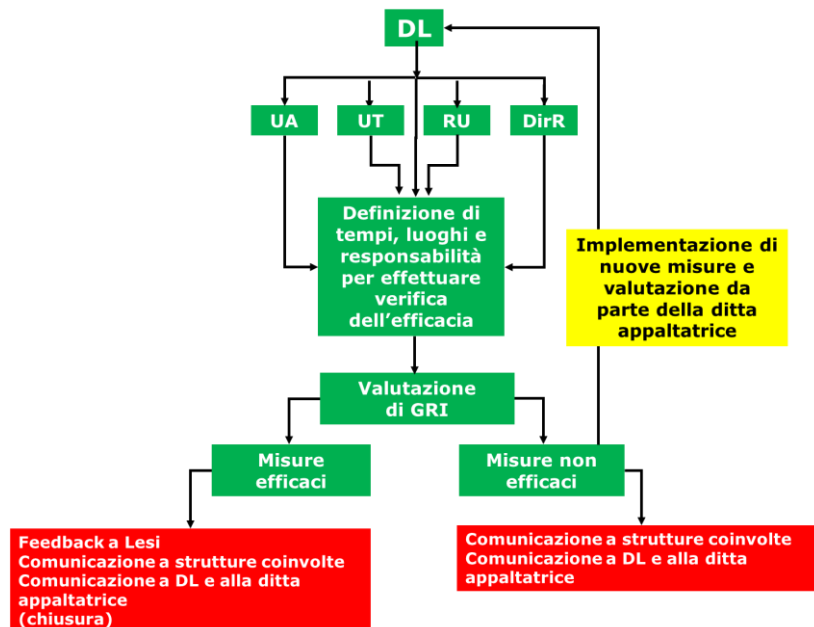 DL
UA
UT
RU
DirR
Definizione di
tempi, luoghi e
responsabilità
per effettuare
verifica
dell’efficacia
Implementazione di
nuove misure e
valutazione da
parte della ditta
appaltatrice
Valutazione
di GRI
Misure
efficaci
Misure non
efficaci
Feedback a Lesi
Comunicazione a strutture coinvolte
Comunicazione a DL e alla ditta
appaltatrice
(chiusura)
Comunicazione a strutture coinvolte
Comunicazione a DL e alla ditta
appaltatrice